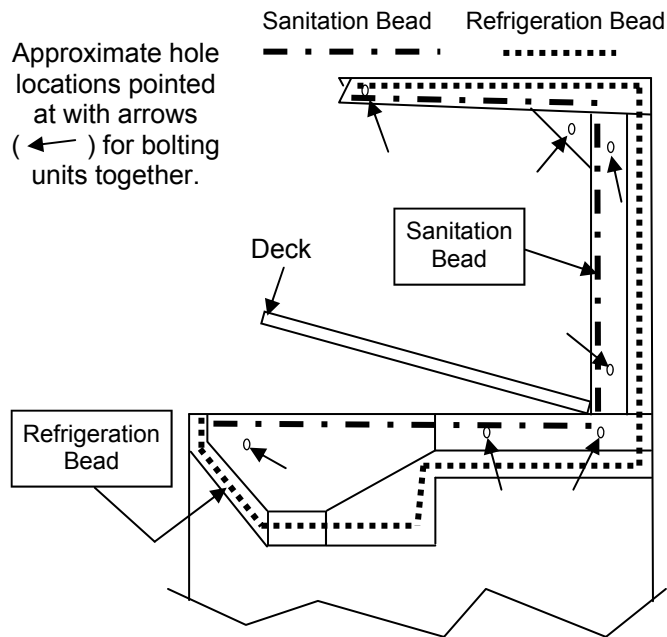 Sanitation Bead
Refrigeration Bead
Approximate hole
locations pointed
at with arrows
( ) for bolting
units together.
Sanitation
Bead
Deck
Refrigeration
Bead